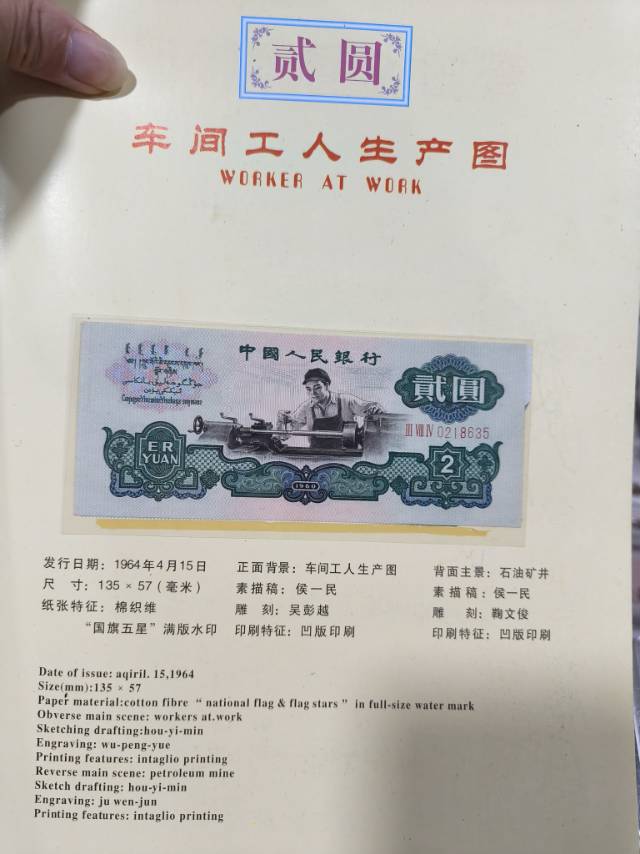 贰圆
车间工人生产图
WORKER AT WORK
中國人民銀行
貳圓
III VIII IV 0218635
ER
YUAN
1960
2
发行日期：1964年4月15日
尺 寸：135 × 57（毫米）
纸张特征：棉织维
“国旗五星”满版水印
正面背景：车间工人生产图
素描稿：侯一民
雕 刻：吴彭越
印刷特征：凹版印刷
背面主景：石油矿井
素描稿：侯一民
雕 刻：鞠文俊
印刷特征：凹版印刷
Date of issue: aqiril. 15,1964
Size(mm):135 × 57
Paper material:cotton fibre “ national flag & flag stars ” in full-size water mark
Obverse main scene: workers at.work
Sketching drafting:hou-yi-min
Engraving: wu-peng-yue
Printing features: intaglio printing
Reverse main scene: petroleum mine
Sketch drafting: hou-yi-min
Engraving: ju wen-jun
Printing features: intaglio printing